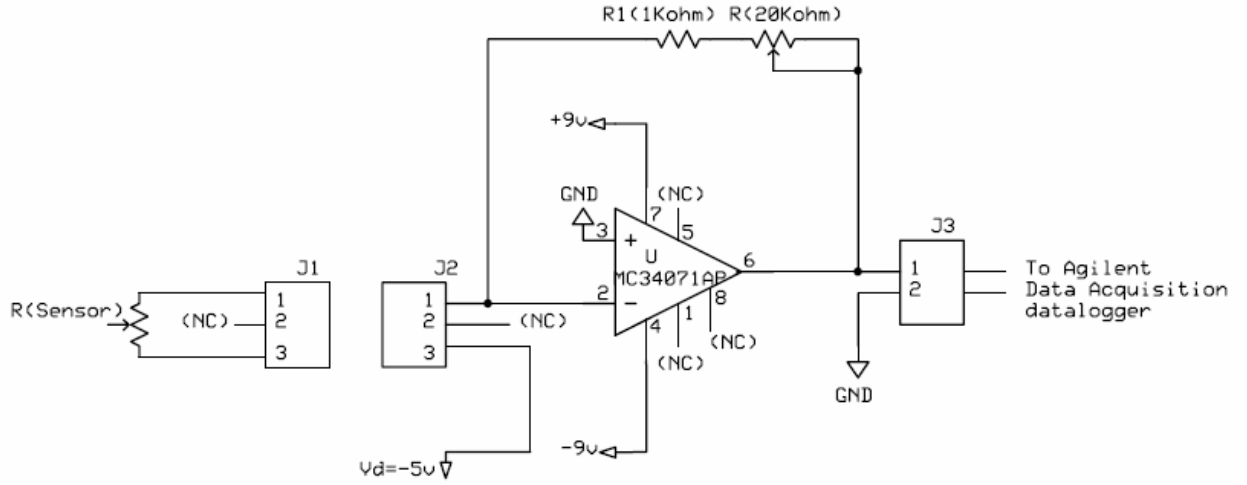 R1(1Kohm) R(20Kohm)
+9v
GND
(NC)
7
5
3
+
U
MC34071AP
6
2
-
8
4
1
(NC)
(NC)
-9v
J1
R(Sensor)
1
(NC)
2
3
J2
1
2
(NC)
3
Vd=-5v
J3
1
2
To Agilent
Data Acquisition
datalogger
GND